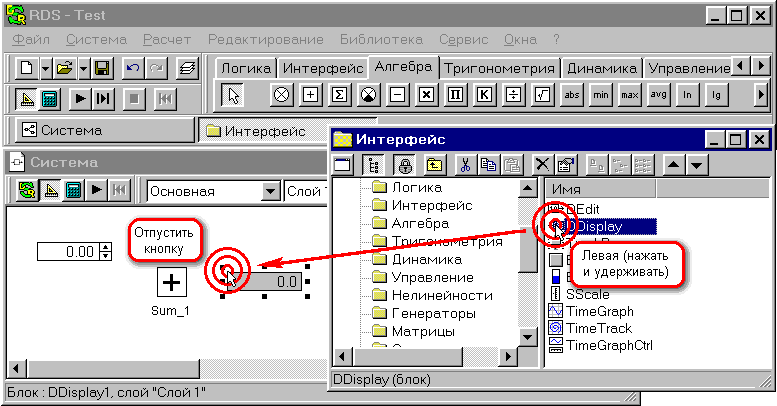 RDS - Test
Файл Система Расчет Редактирование Библиотека Сервис Окна ?
Логика Интерфейс Алгебра Тригонометрия Динамика Управление
abs min max avg ln lg
Система Интерфейс
Система
Основная Слой 1
0.00
Sum_1
0.0
Отпустить
кнопку
Блок : DDisplay1, слой "Слой 1"
Интерфейс
Логика
Интерфейс
Алгебра
Тригонометрия
Динамика
Управление
Нелинейности
Генераторы
Матрицы
Имя
DEdit
DDisplay
SScale
TimeGraph
TimeTrack
TimeGraphCtrl
Левая (нажать
и удерживать)
DDisplay (блок)